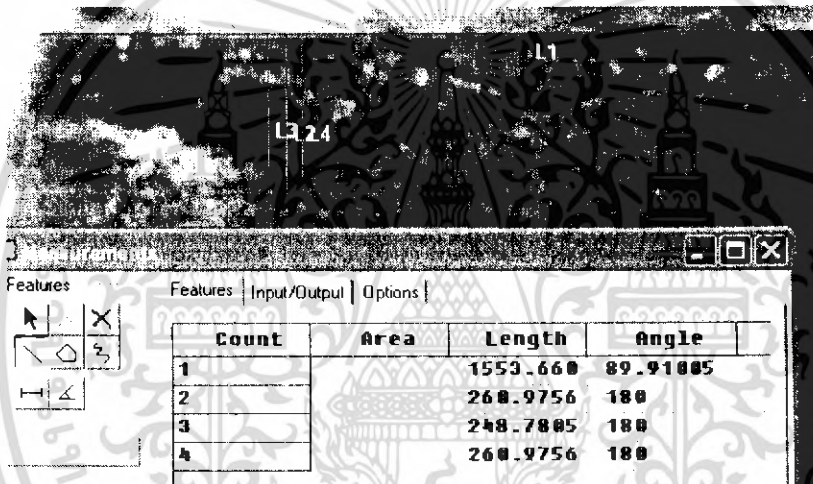 L1
L3 2.4
Measurements
Features
Features Input/Output Options
Count Area Length Angle
1 1553.660 89.91005
2 260.9756 180
3 248.7805 180
4 260.9756 180